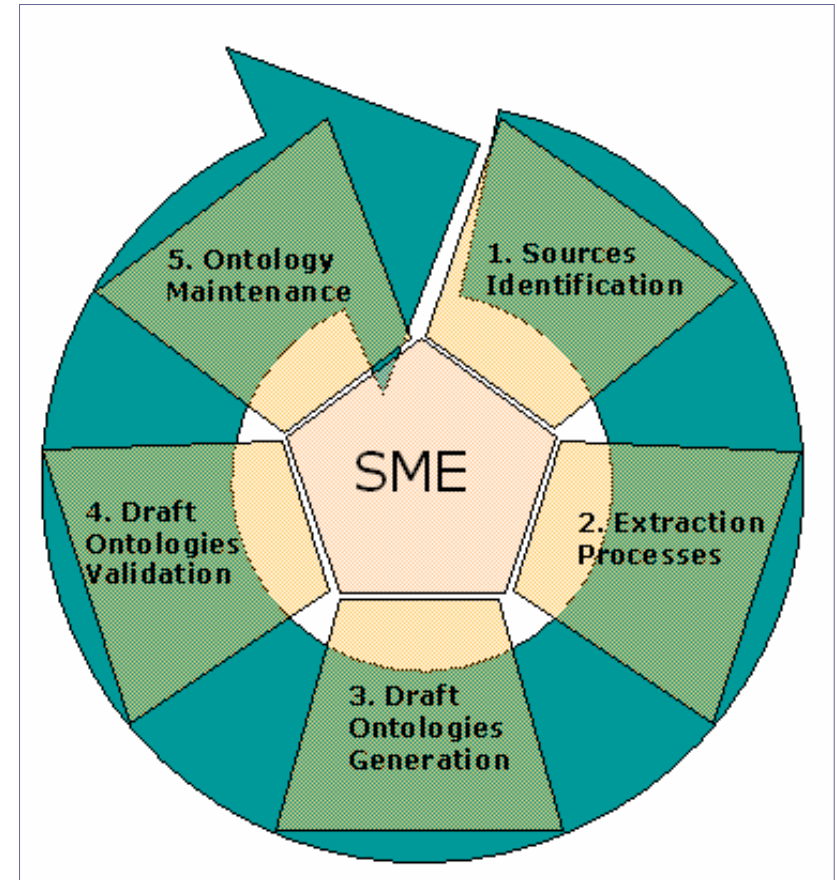 1. Sources
Identification
2. Extraction
Processes
3. Draft
Ontologies
Generation
4. Draft
Ontologies
Validation
5. Ontology
Maintenance
SME